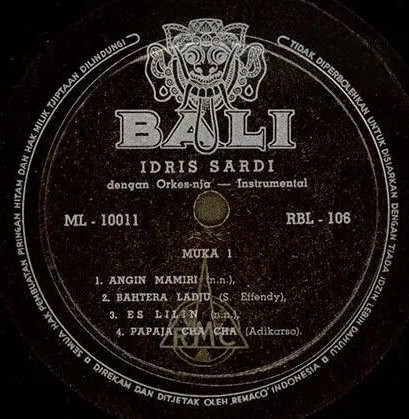 SEMUA HAK PEMBUATAN PIRINGAN HITAM DAN HAK MILIK TJIPTAAN DILINDUNGI
TIDAK DIPERBOLEHKAN UNTUK DISIARKAN DENGAN TIADA IDZIN LEBIH DAHULU
BALI
IDRIS SARDI
dengan Orkes-nja — Instrumental
ML - 10011 RBL - 106
MUKA 1
1. ANGIN MAMIRI (n.n.),
2. BAHTERA LADJU (S. Effendy),
3. ES LILIN (n.n.),
4. PAPAJA CHA CHA (Adikarso).
RMC
DIREKAM DAN DITJETAK OLEH „REMACO" INDONESIA